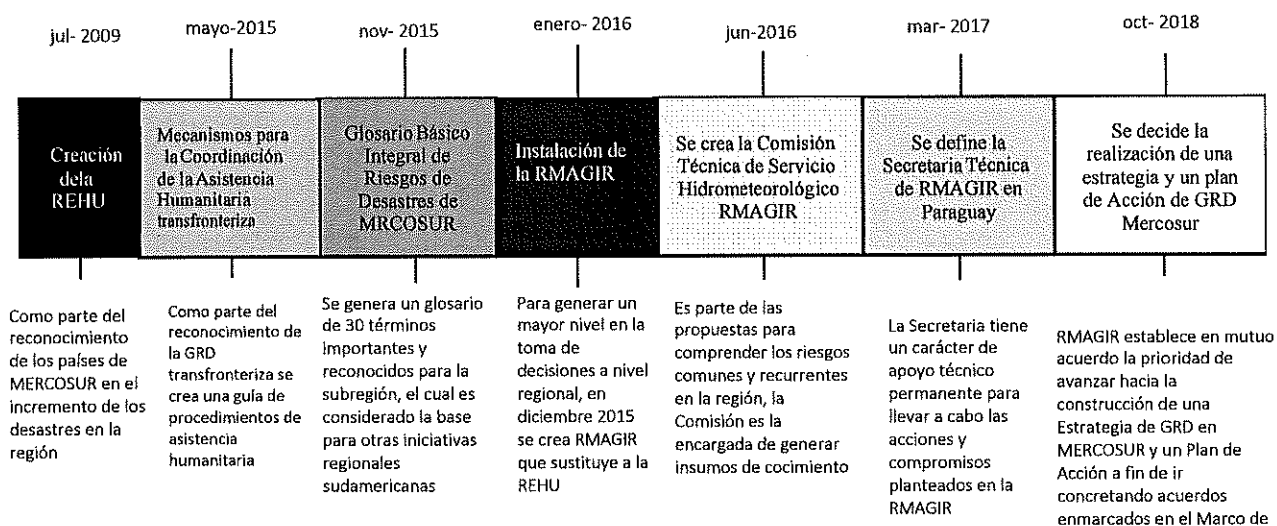 jul- 2009
mayo-2015
nov- 2015
enero- 2016
jun-2016
mar- 2017
oct- 2018
Creación
dela
REHU
Mecanismos para
la Coordinación
de la Asistencia
Humanitaria
transfronteriza
Glosario Básico
Integral de
Riesgos de
Desastres de
MRCOSUR
Instalación de
la RMAGIR
Se crea la Comisión
Técnica de Servicio
Hidrometeorológico
RMAGIR
Se define la
Secretaria Técnica
de RMAGIR en
Paraguay
Se decide la
realización de una
estrategia y un plan
de Acción de GRD
Mercosur
Como parte del
reconocimiento
de los países de
MERCOSUR en el
incremento de los
desastres en la
región
Como parte del
reconocimiento de
la GRD
transfronteriza se
crea una guía de
procedimientos de
asistencia
humanitaria
Se genera un glosario
de 30 términos
importantes y
reconocidos para la
subregión, el cual es
considerado la base
para otras iniciativas
regionales
sudamericanas
Para generar un
mayor nivel en la
toma de
decisiones a nivel
regional, en
diciembre 2015
se crea RMAGIR
que sustituye a la
REHU
Es parte de las
propuestas para
comprender los riesgos
comunes y recurrentes
en la región, la
Comisión es la
encargada de generar
insumos de cocimiento
La Secretaria tiene
un carácter de
apoyo técnico
permanente para
llevar a cabo las
acciones y
compromisos
planteados en la
RMAGIR
RMAGIR establece en mutuo
acuerdo la prioridad de
avanzar hacia la
construcción de una
Estrategia de GRD en
MERCOSUR y un Plan de
Acción a fin de ir
concretando acuerdos
enmarcados en el Marco de